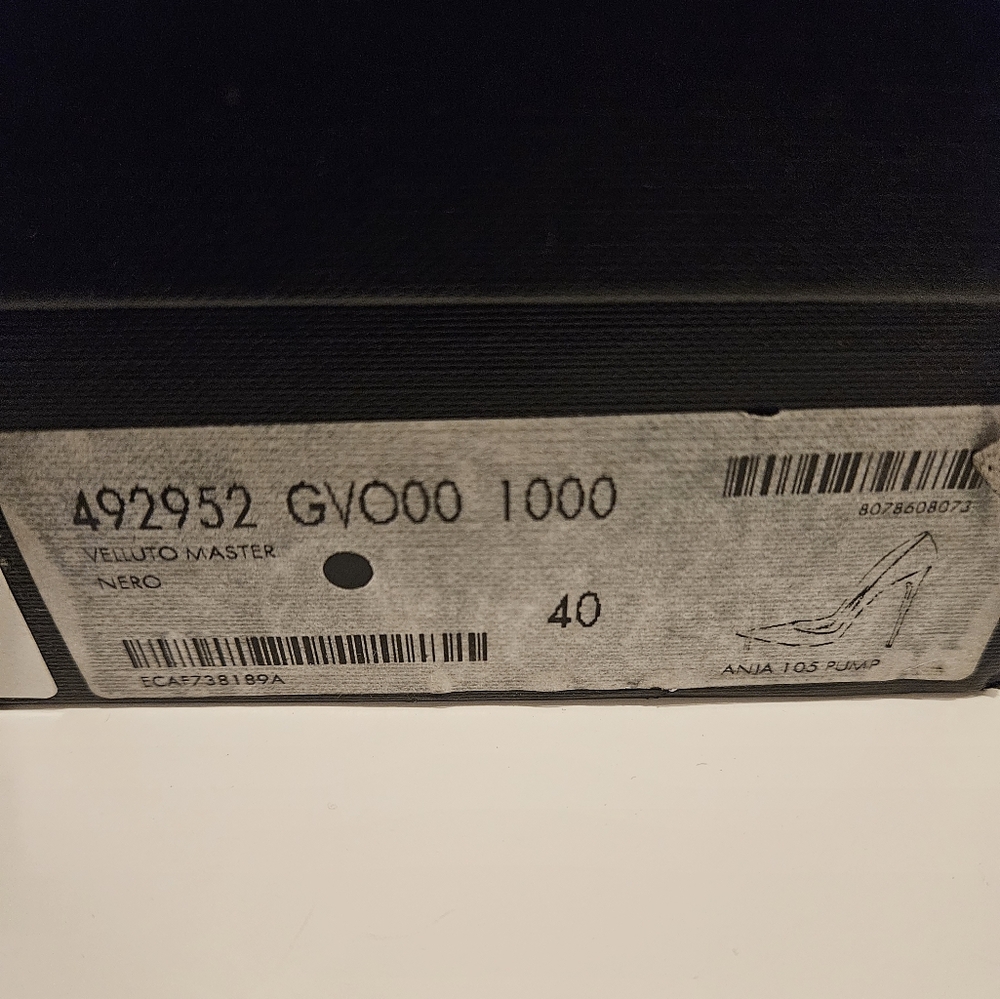 492952 GVO00 1000
8078608073
VELLUTO MASTER
NERO
40
ECAF738189A
ANJA 105 PUMP